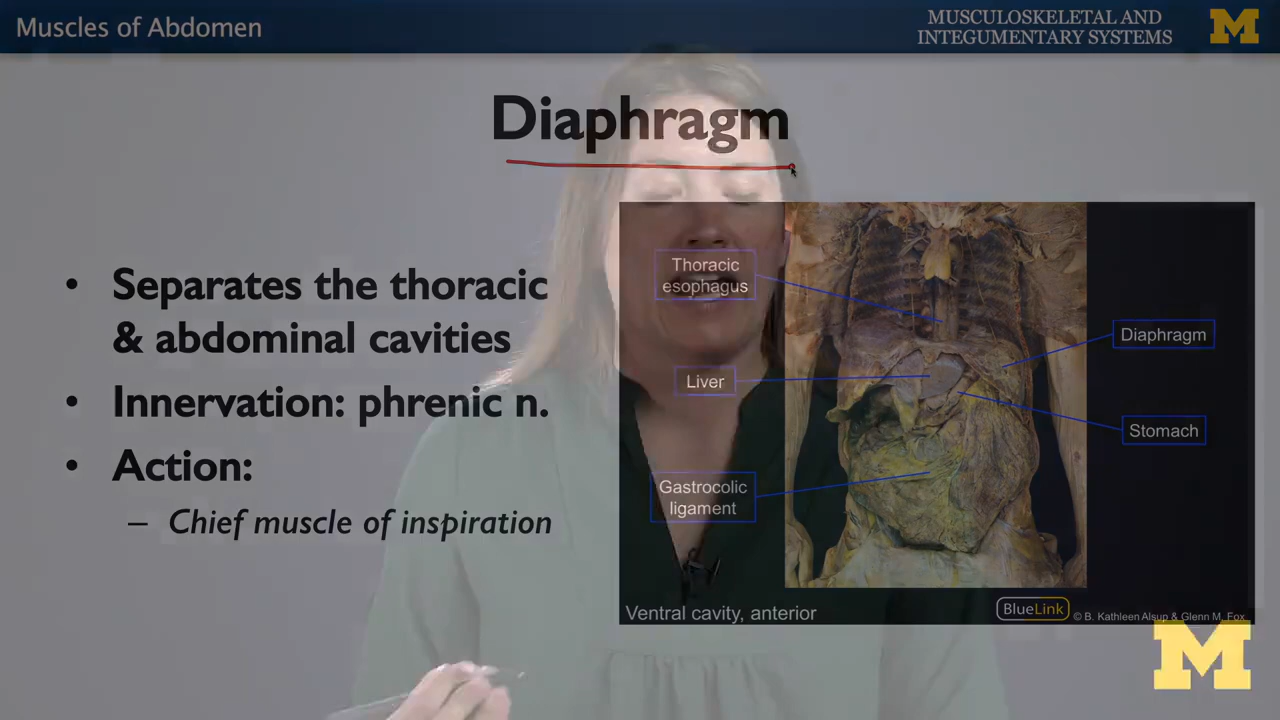 Muscles of Abdomen
MUSCULOSKELETAL AND
INTEGUMENTARY SYSTEMS
M
Diaphragm
• Separates the thoracic
& abdominal cavities
• Innervation: phrenic n.
• Action:
– Chief muscle of inspiration
Thoracic
esophagus
Diaphragm
Liver
Stomach
Gastrocolic
ligament
Ventral cavity, anterior
BlueLink
© B. Kathleen Alsup & Glenn M. Fox
M